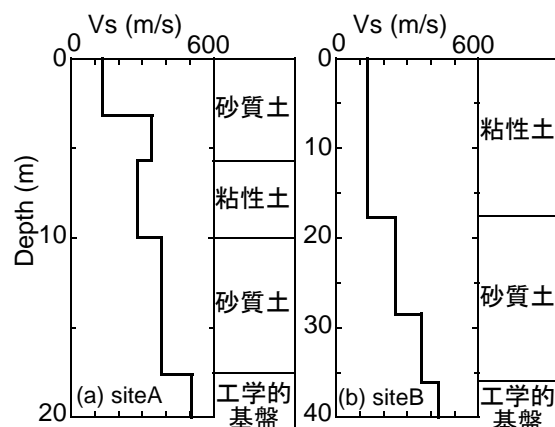 Vs (m/s)
0 600
0
10
20
Depth (m)
砂質土
粘性土
砂質土
工学的
基盤
(a) siteA
Vs (m/s)
0 600
0
10
20
30
40
粘性土
砂質土
工学的
基盤
(b) siteB